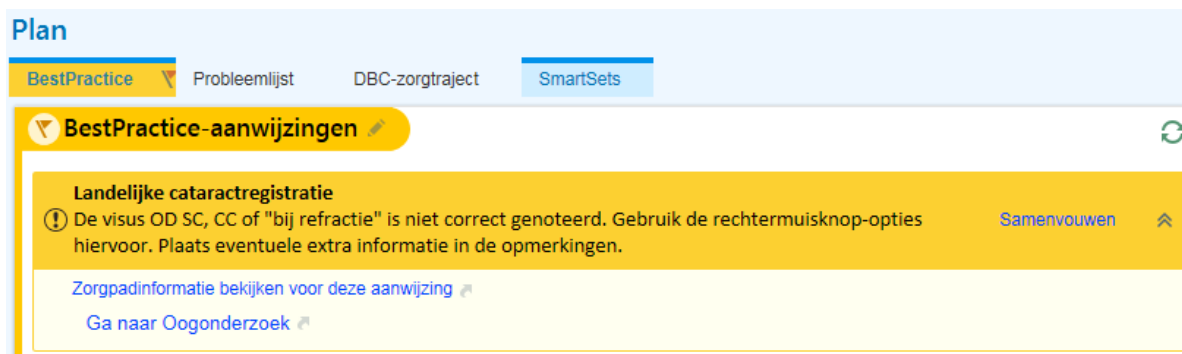 Plan
BestPractice Probleemlijst DBC-zorgtraject SmartSets
BestPractice-aanwijzingen
Landelijke cataractregistratie
De visus OD SC, CC of "bij refractie" is niet correct genoteerd. Gebruik de rechtermuisknop-opties Samenvouwen
hiervoor. Plaats eventuele extra informatie in de opmerkingen.
Zorgpadinformatie bekijken voor deze aanwijzing
Ga naar Oogonderzoek